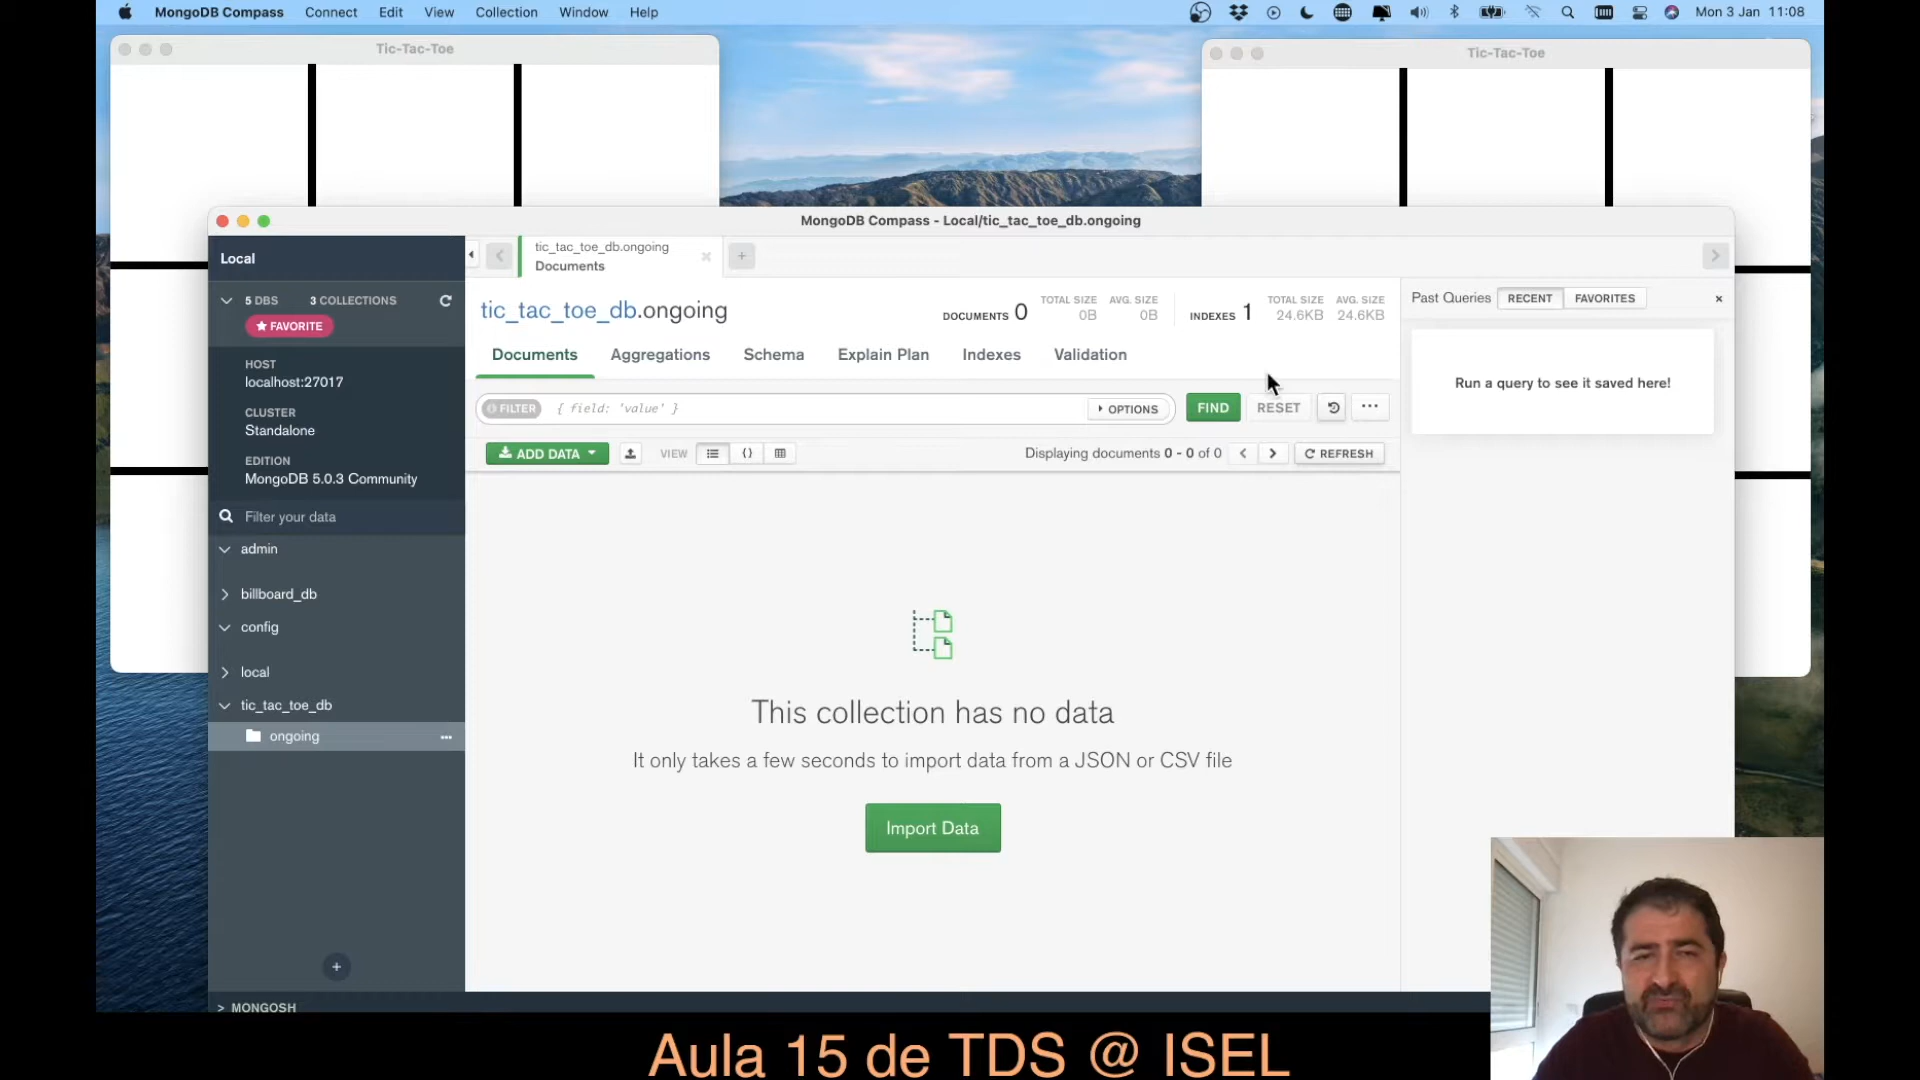 MongoDB Compass Connect Edit View Collection Window Help Mon 3 Jan 11:08
Tic-Tac-Toe
Tic-Tac-Toe
MongoDB Compass - Local/tic_tac_toe_db.ongoing
Local
5 DBS 3 COLLECTIONS
FAVORITE
HOST
localhost:27017
CLUSTER
Standalone
EDITION
MongoDB 5.0.3 Community
Filter your data
admin
billboard_db
config
local
tic_tac_toe_db
ongoing
> MONGOSH
tic_tac_toe_db.ongoing
Documents
tic_tac_toe_db.ongoing
DOCUMENTS 0
TOTAL SIZE
0B
AVG. SIZE
0B
INDEXES 1
TOTAL SIZE
24.6KB
AVG. SIZE
24.6KB
Documents Aggregations Schema Explain Plan Indexes Validation
FILTER { field: 'value' } OPTIONS FIND RESET
ADD DATA VIEW {} Displaying documents 0 - 0 of 0 REFRESH
This collection has no data
It only takes a few seconds to import data from a JSON or CSV file
Import Data
Past Queries RECENT FAVORITES
Run a query to see it saved here!
Aula 15 de TDS @ ISEL